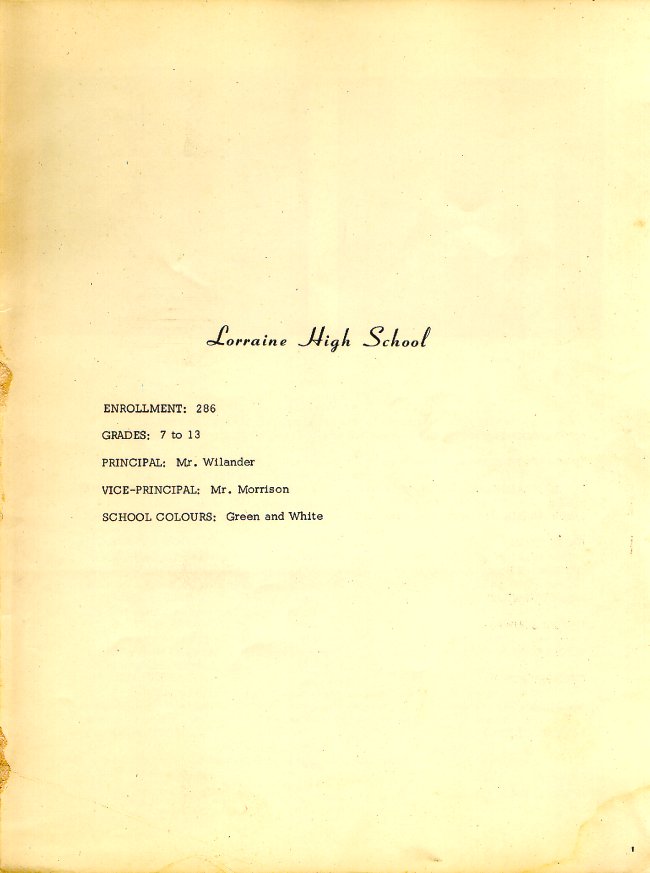 Lorraine High School
ENROLLMENT: 286
GRADES: 7 to 13
PRINCIPAL: Mr. Wilander
VICE-PRINCIPAL: Mr. Morrison
SCHOOL COLOURS: Green and White
1